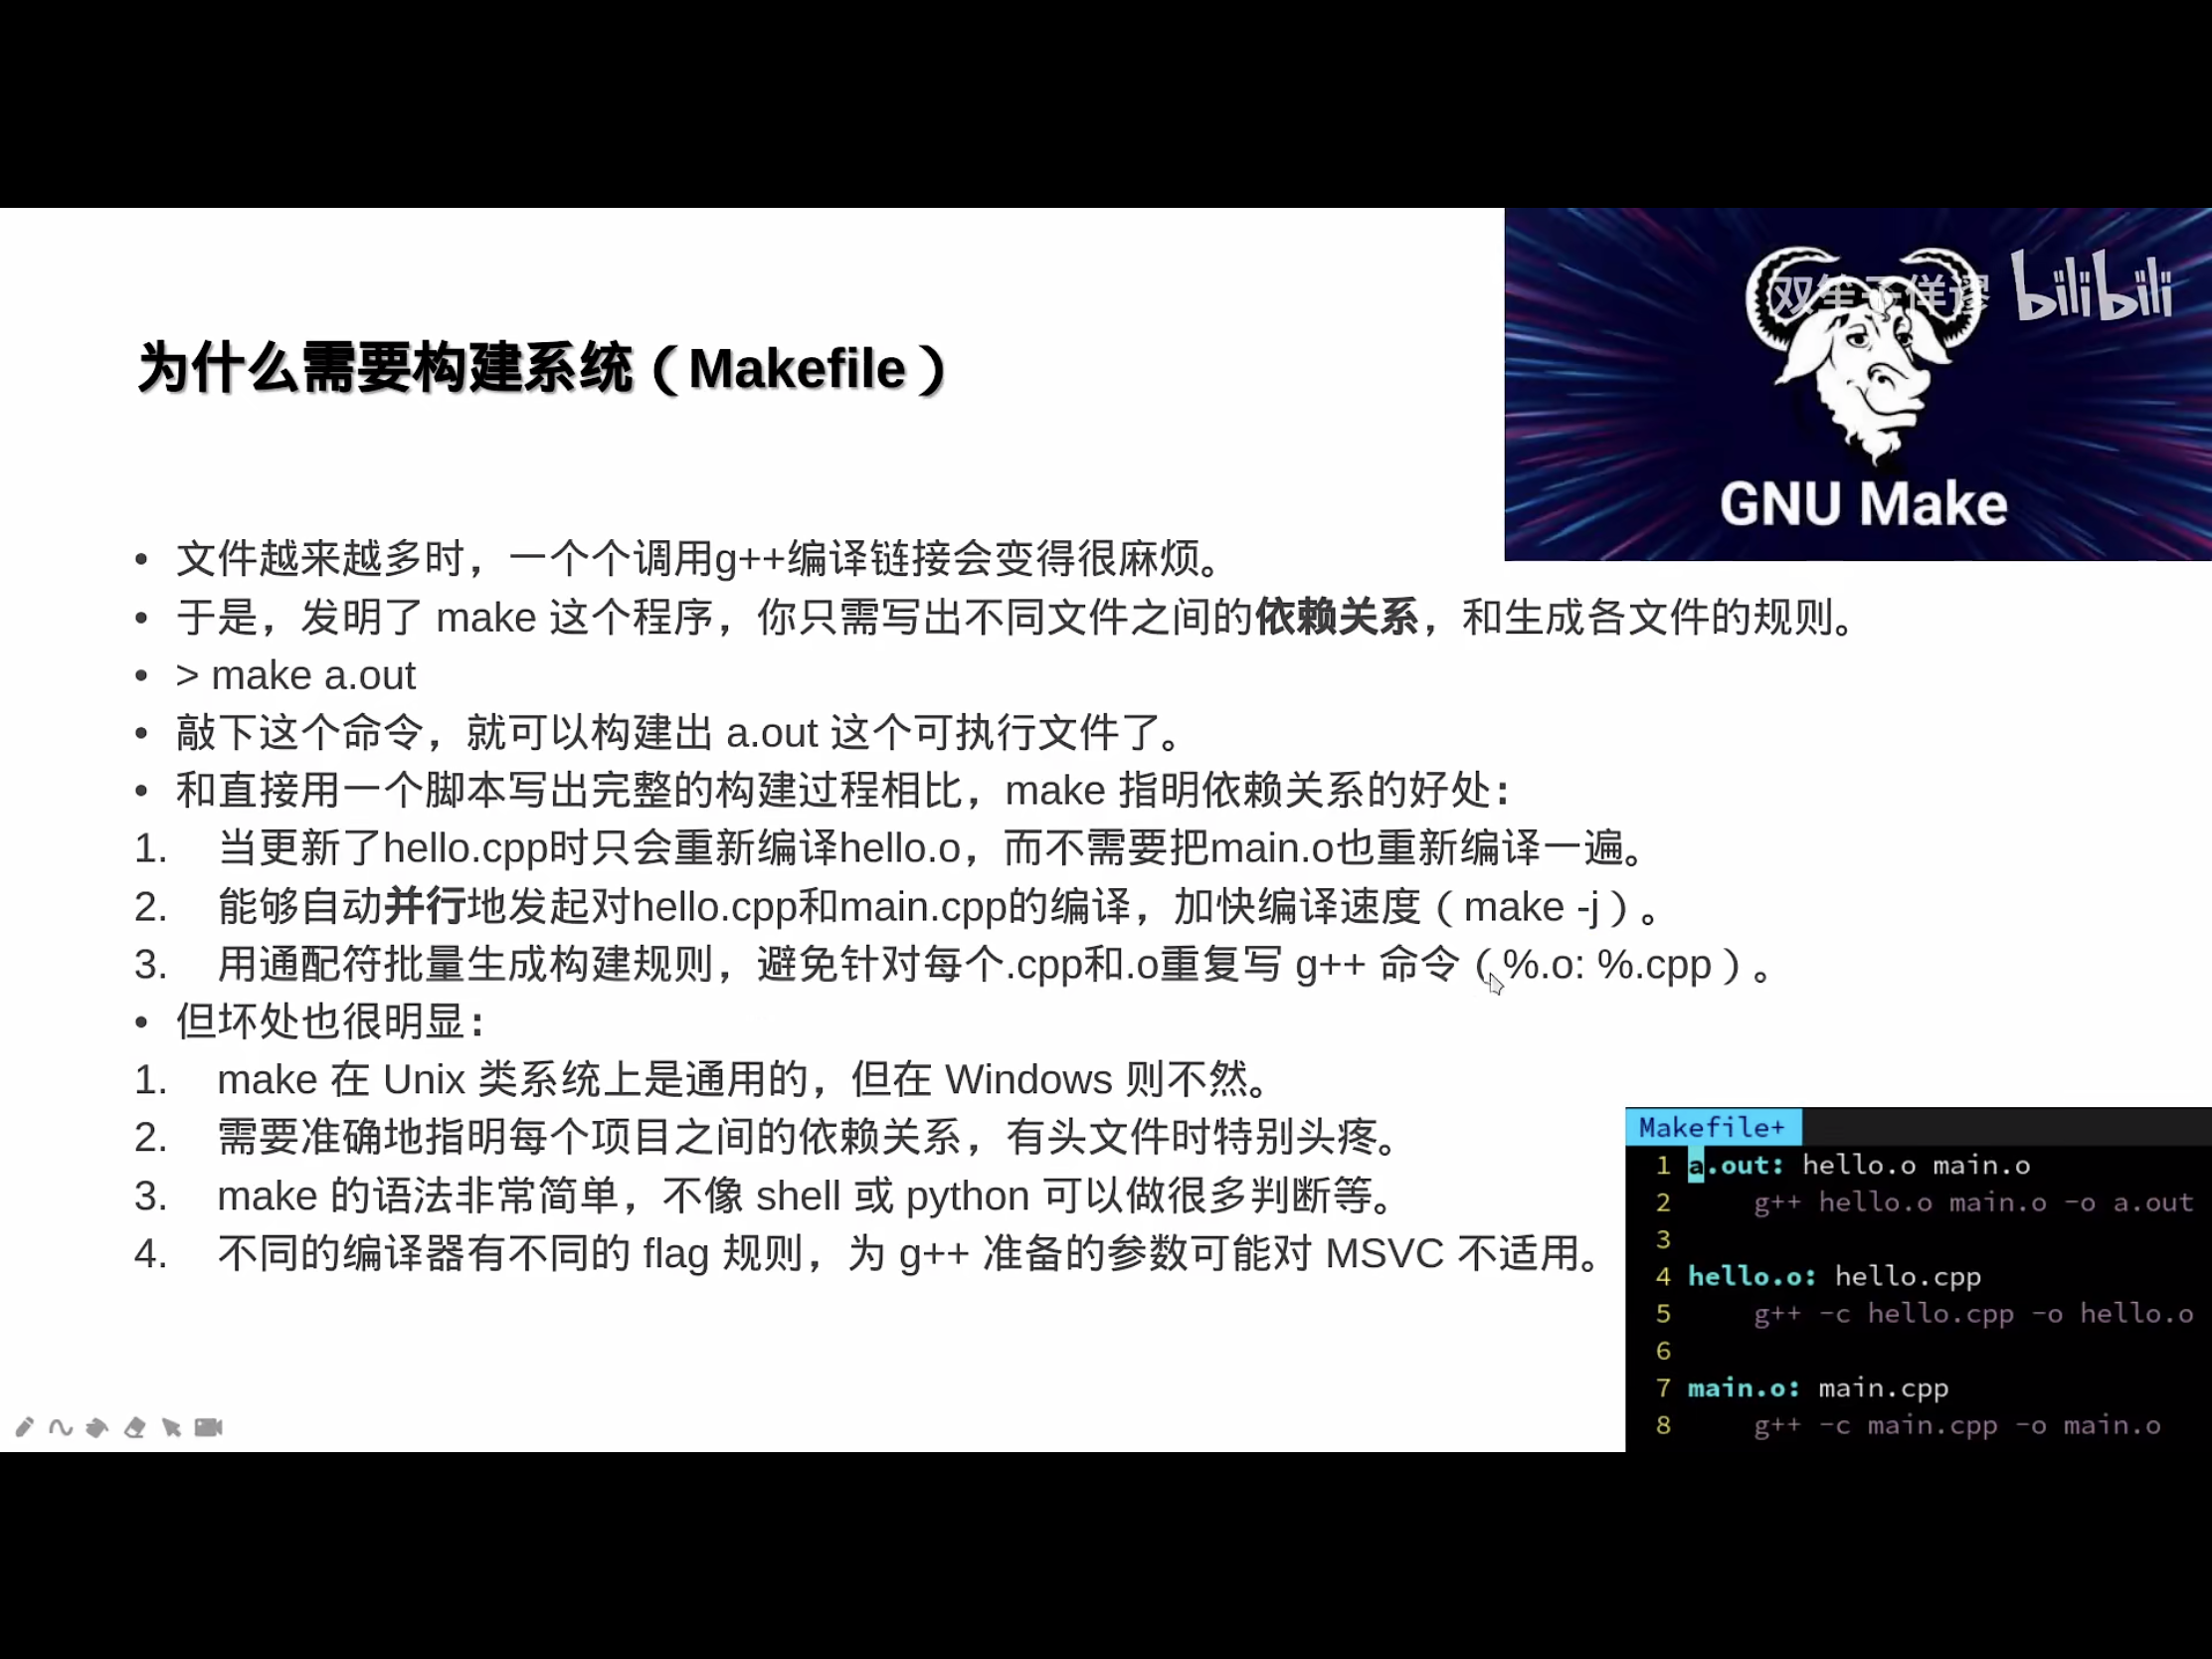 双笙子佯谬 bilibili
GNU Make
为什么需要构建系统（Makefile）
• 文件越来越多时，一个个调用g++编译链接会变得很麻烦。
• 于是，发明了 make 这个程序，你只需写出不同文件之间的依赖关系，和生成各文件的规则。
• > make a.out
• 敲下这个命令，就可以构建出 a.out 这个可执行文件了。
• 和直接用一个脚本写出完整的构建过程相比，make 指明依赖关系的好处：
1. 当更新了hello.cpp时只会重新编译hello.o，而不需要把main.o也重新编译一遍。
2. 能够自动并行地发起对hello.cpp和main.cpp的编译，加快编译速度（make -j）。
3. 用通配符批量生成构建规则，避免针对每个.cpp和.o重复写 g++ 命令（%.o: %.cpp）。
• 但坏处也很明显：
1. make 在 Unix 类系统上是通用的，但在 Windows 则不然。
2. 需要准确地指明每个项目之间的依赖关系，有头文件时特别头疼。
3. make 的语法非常简单，不像 shell 或 python 可以做很多判断等。
4. 不同的编译器有不同的 flag 规则，为 g++ 准备的参数可能对 MSVC 不适用。
Makefile+
1 a.out: hello.o main.o
2 g++ hello.o main.o -o a.out
3
4 hello.o: hello.cpp
5 g++ -c hello.cpp -o hello.o
6
7 main.o: main.cpp
8 g++ -c main.cpp -o main.o